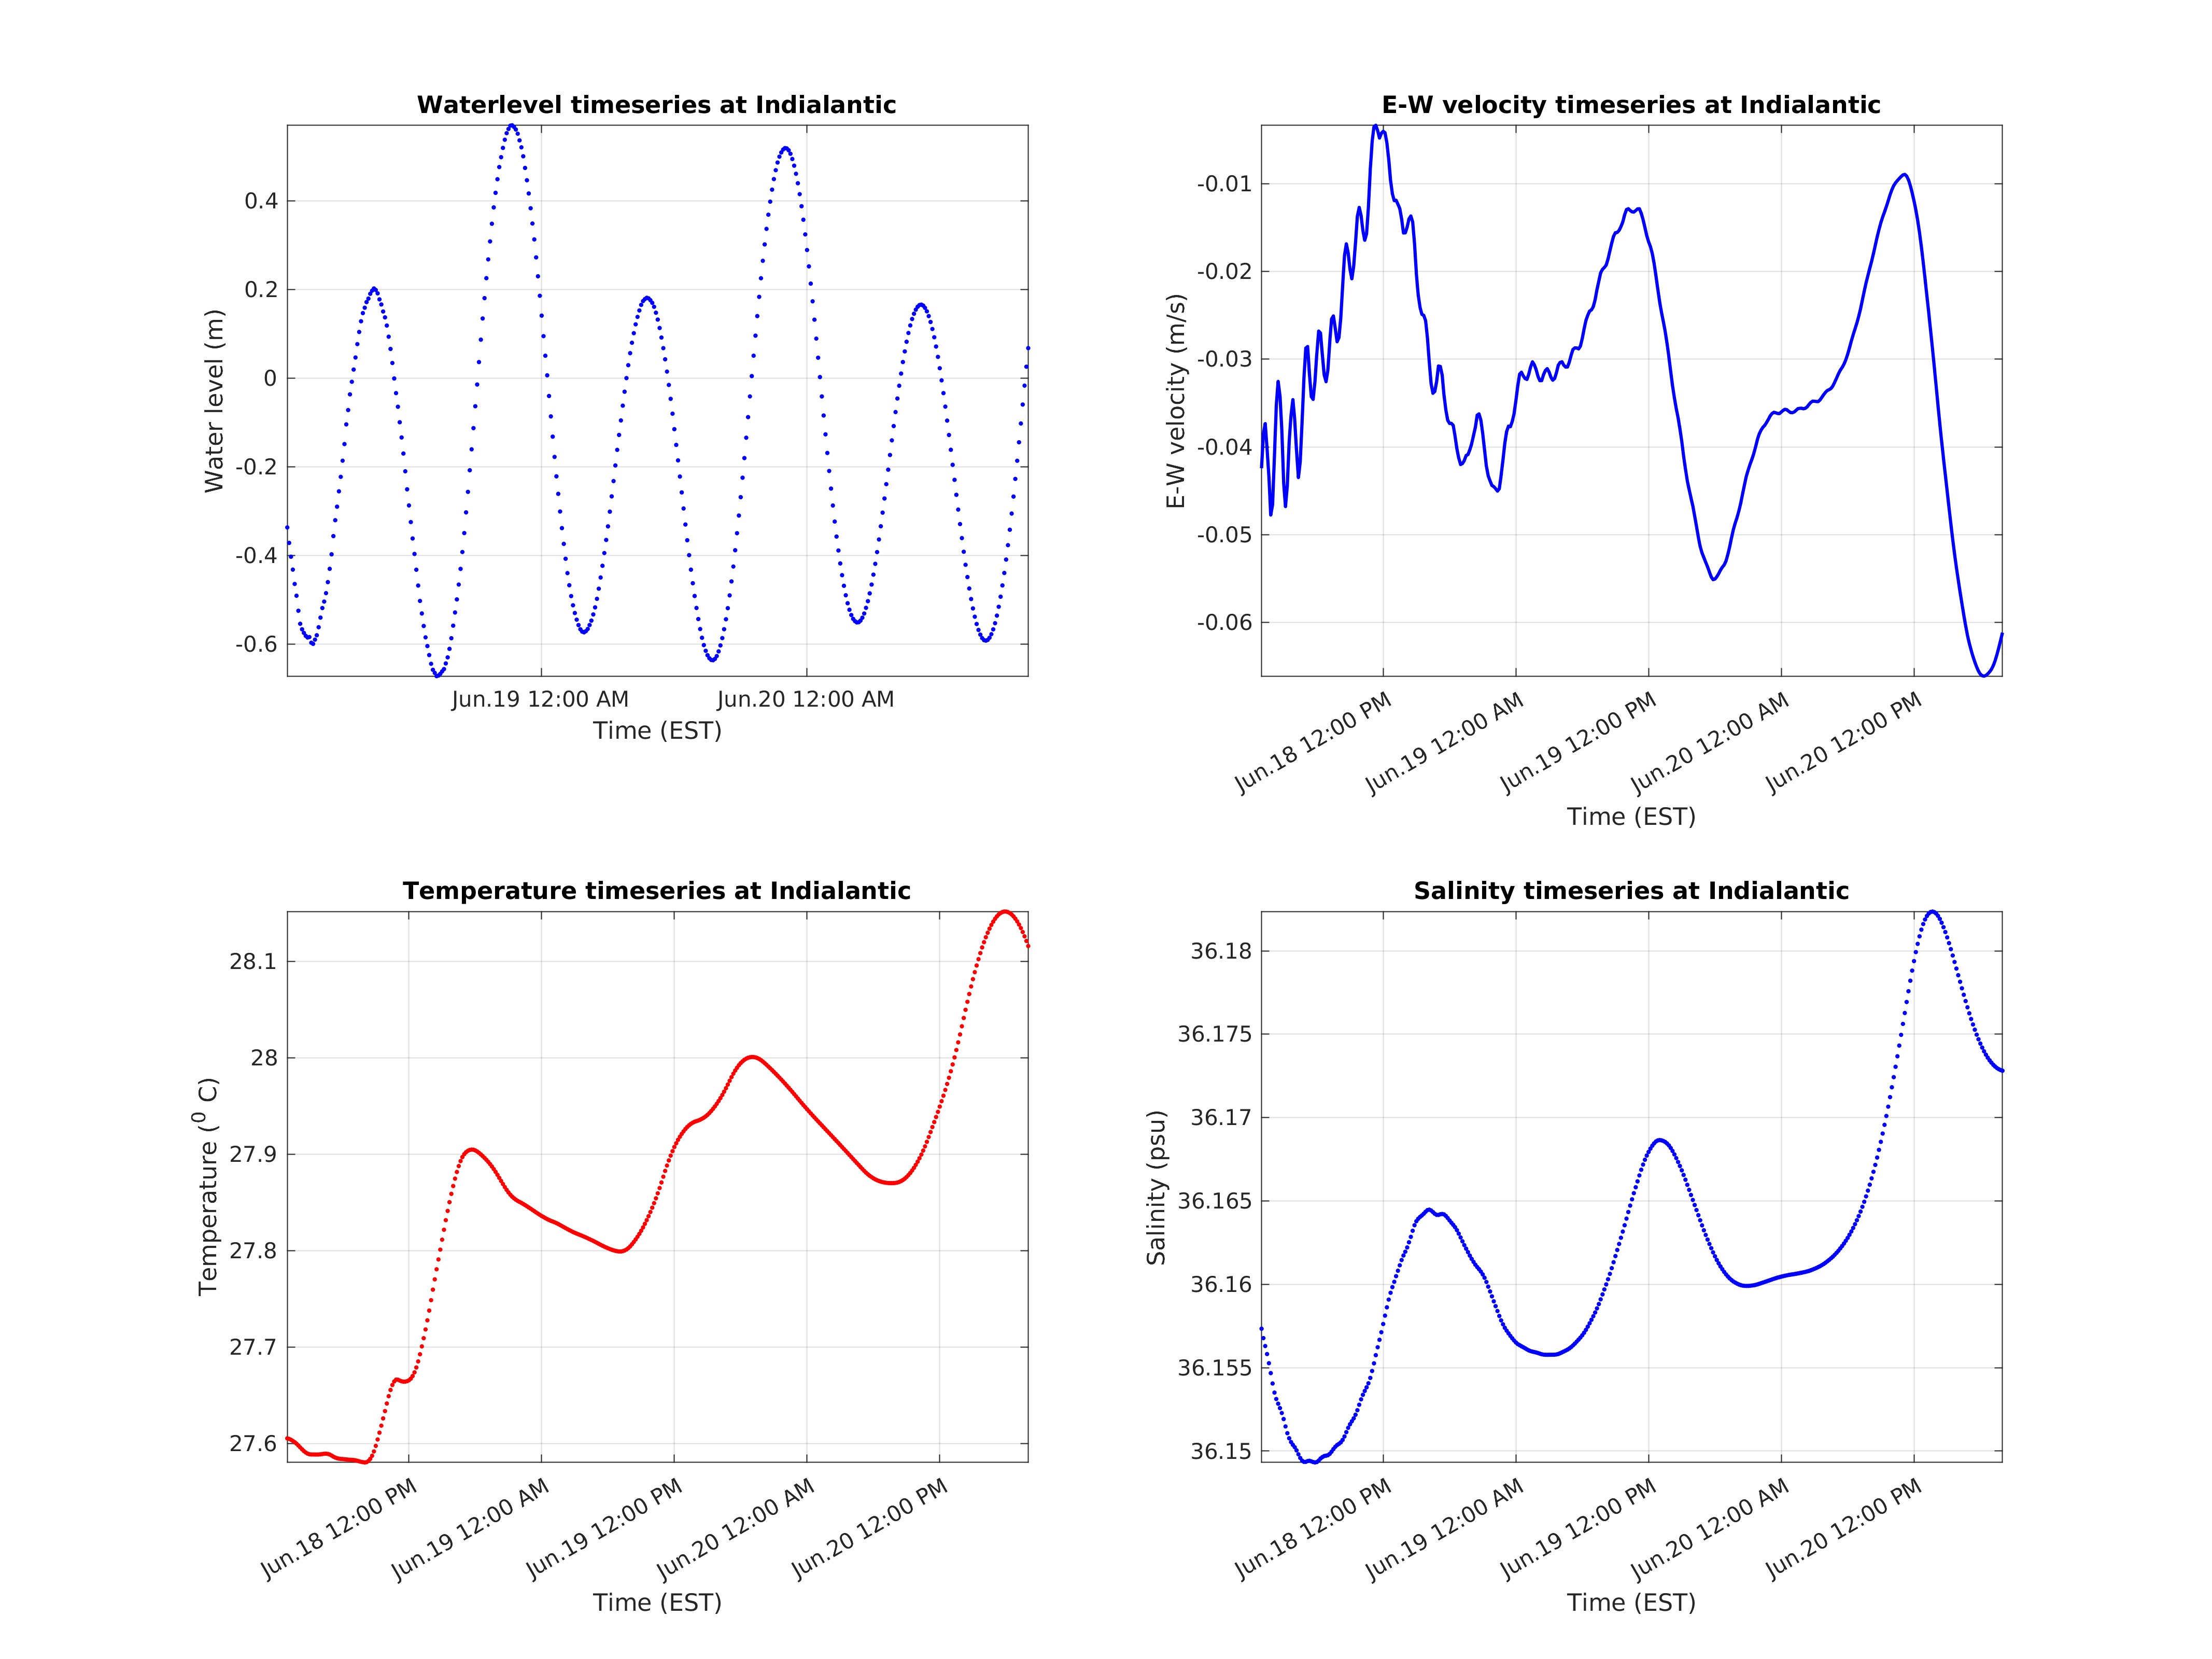 Waterlevel timeseries at Indialantic
0.4
0.2
0
-0.2
-0.4
-0.6
Water level (m)
Jun.19 12:00 AM
Jun.20 12:00 AM
Time (EST)
E-W velocity timeseries at Indialantic
-0.01
-0.02
-0.03
-0.04
-0.05
-0.06
E-W velocity (m/s)
Jun.18 12:00 PM
Jun.19 12:00 AM
Jun.19 12:00 PM
Jun.20 12:00 AM
Jun.20 12:00 PM
Time (EST)
Temperature timeseries at Indialantic
28.1
28
27.9
27.8
27.7
27.6
Temperature (⁰ C)
Jun.18 12:00 PM
Jun.19 12:00 AM
Jun.19 12:00 PM
Jun.20 12:00 AM
Jun.20 12:00 PM
Time (EST)
Salinity timeseries at Indialantic
36.18
36.175
36.17
36.165
36.16
36.155
36.15
Salinity (psu)
Jun.18 12:00 PM
Jun.19 12:00 AM
Jun.19 12:00 PM
Jun.20 12:00 AM
Jun.20 12:00 PM
Time (EST)